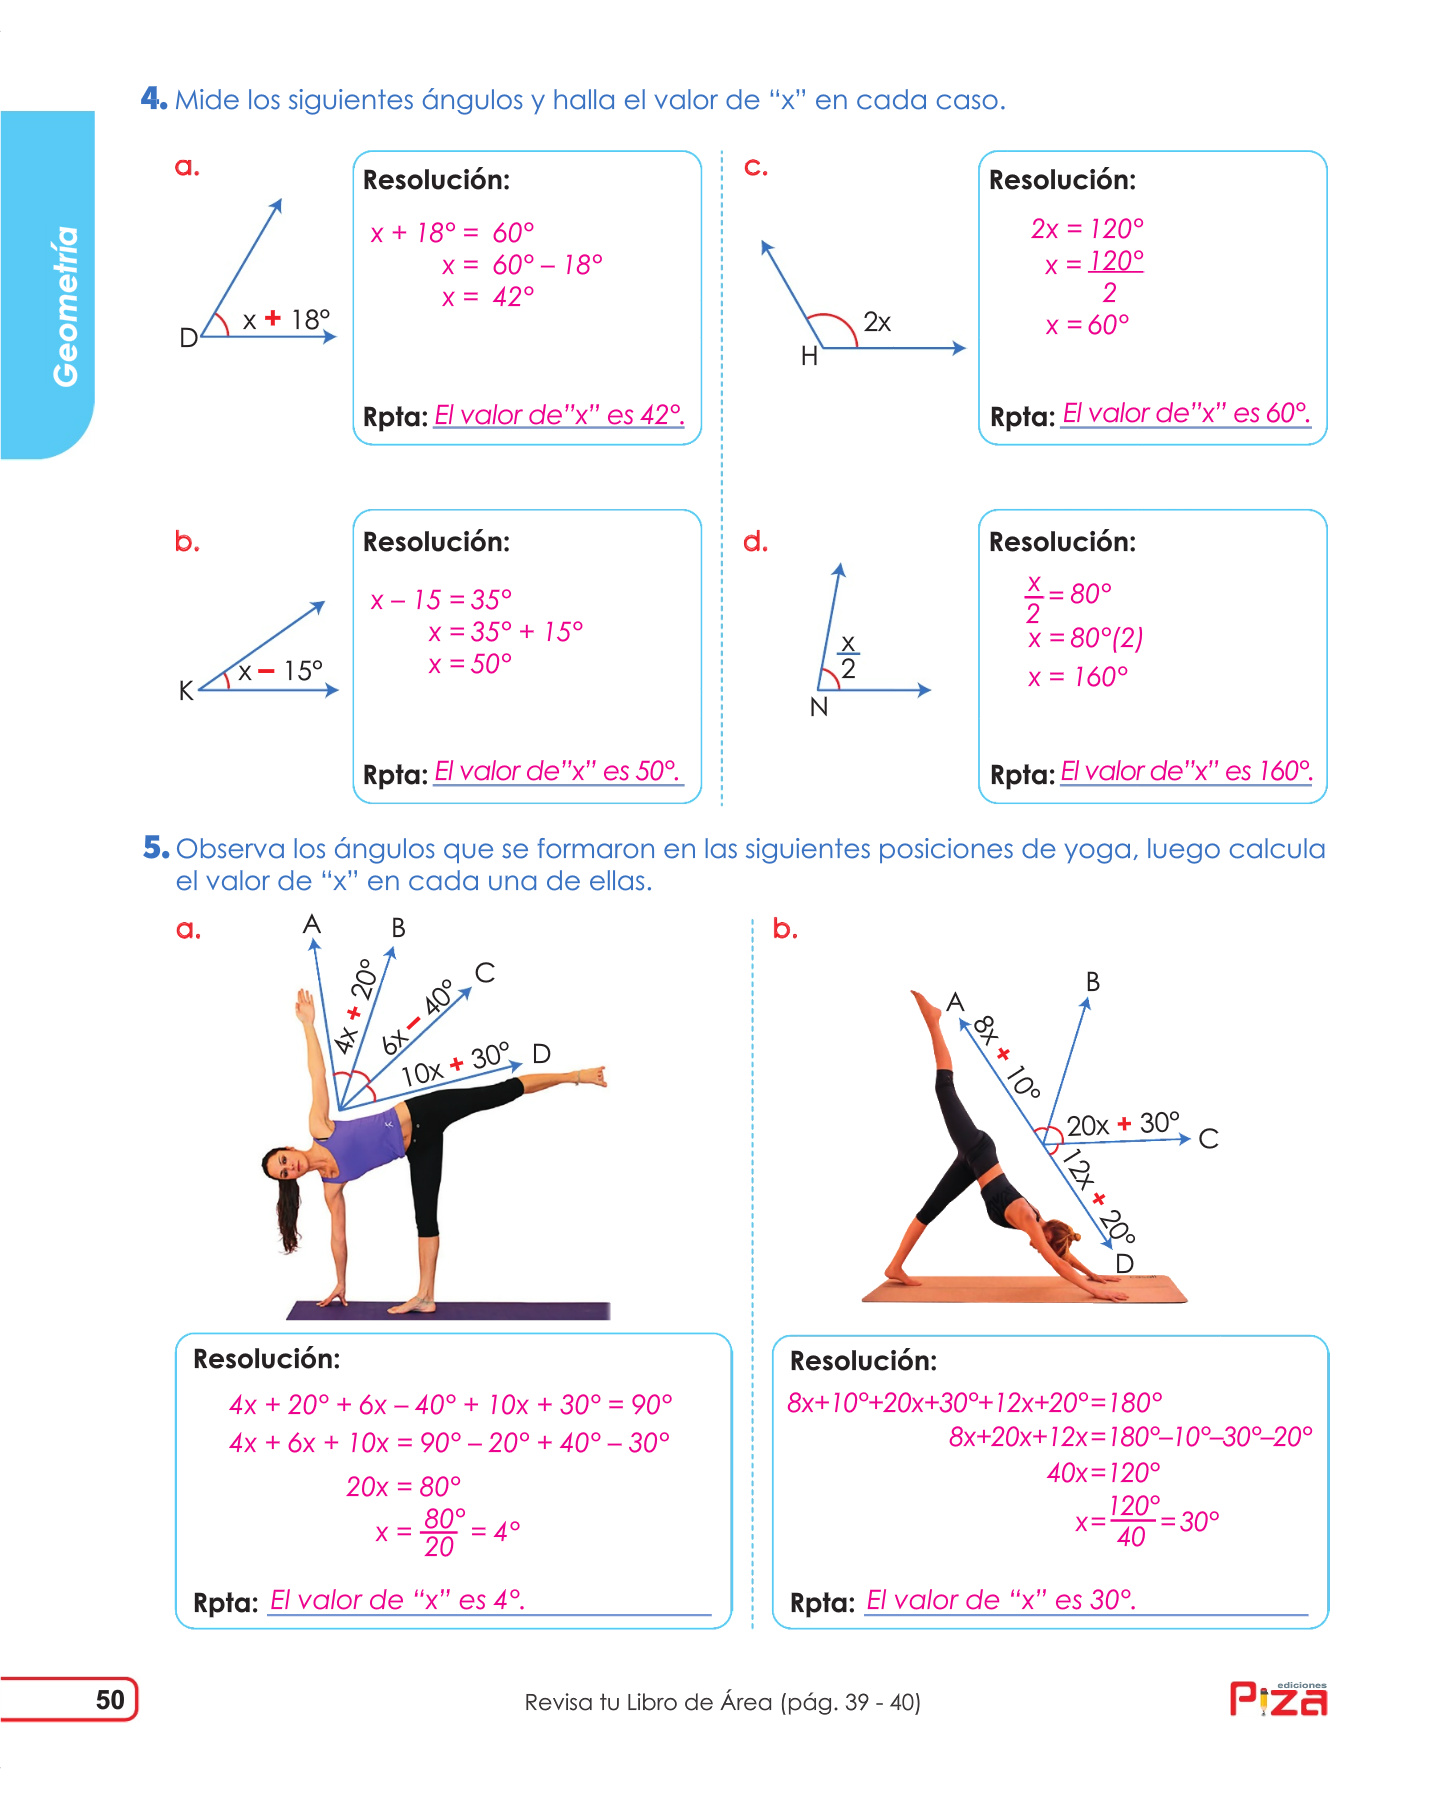 4. Mide los siguientes ángulos y halla el valor de “x” en cada caso.
Geometría
a.
D
x + 18°
Resolución:
x + 18° = 60°
x = 60° – 18°
x = 42°
Rpta: El valor de”x” es 42°.
c.
H
2x
Resolución:
2x = 120°
x = 120°
2
x = 60°
Rpta: El valor de”x” es 60°.
b.
K
x – 15°
Resolución:
x – 15 = 35°
x = 35° + 15°
x = 50°
Rpta: El valor de”x” es 50°.
d.
N
x
2
Resolución:
x
2 = 80°
x = 80°(2)
x = 160°
Rpta: El valor de”x” es 160°.
5. Observa los ángulos que se formaron en las siguientes posiciones de yoga, luego calcula
el valor de “x” en cada una de ellas.
a.
A
B
C
D
4x + 20°
6x – 40°
10x + 30°
Resolución:
4x + 20° + 6x – 40° + 10x + 30° = 90°
4x + 6x + 10x = 90° – 20° + 40° – 30°
20x = 80°
x = 80°
20 = 4°
Rpta: El valor de “x” es 4°.
b.
A
B
C
D
8x + 10°
20x + 30°
12x + 20°
Resolución:
8x+10°+20x+30°+12x+20°=180°
8x+20x+12x=180°–10°–30°–20°
40x=120°
x= 120°
40 =30°
Rpta: El valor de “x” es 30°.
50
Revisa tu Libro de Área (pág. 39 - 40)
ediciones
Piza